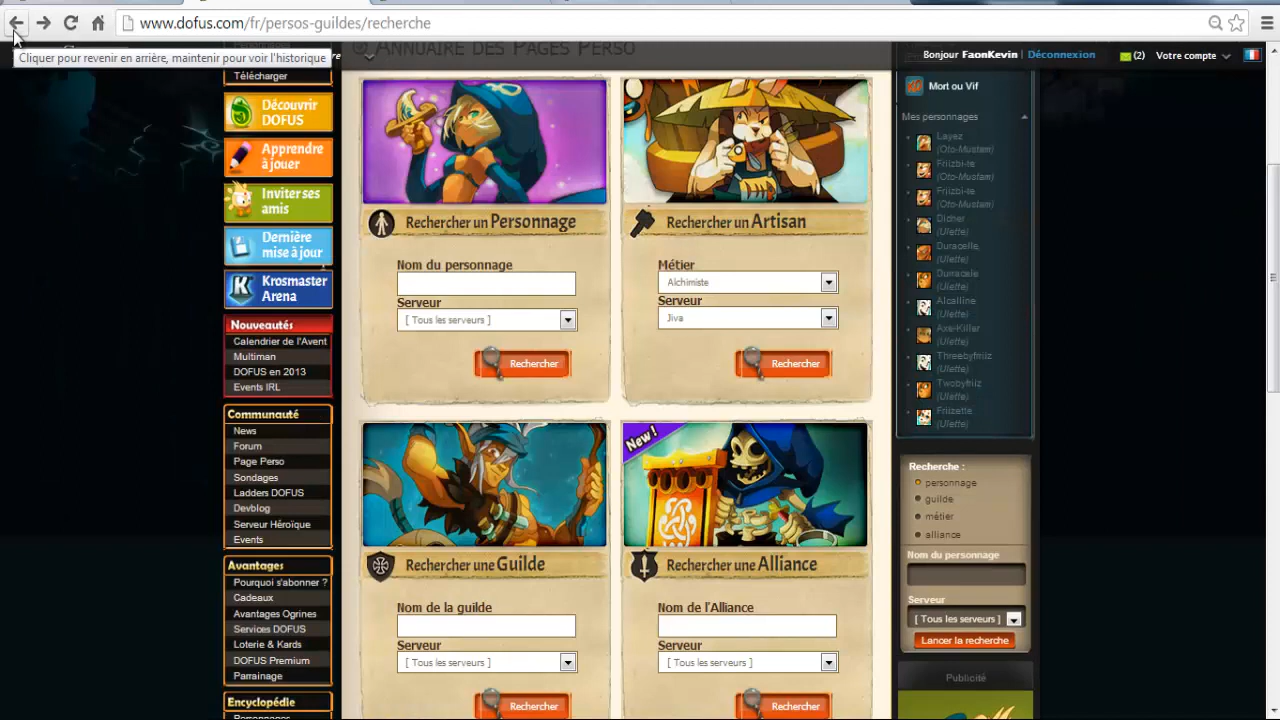 www.dofus.com/fr/persos-guildes/recherche
Cliquer pour revenir en arrière, maintenir pour voir l'historique
ANNUAIRE DES PAGES PERSO
Bonjour FaonKevin
Déconnexion
(2)
Votre compte
Télécharger
Découvrir
DOFUS
Apprendre
à jouer
Inviter ses
amis
Dernière
mise à jour
Krosmaster
Arena
Nouveautés
Calendrier de l'Avent
Multiman
DOFUS en 2013
Events IRL
Communauté
News
Forum
Page Perso
Sondages
Ladders DOFUS
Devblog
Serveur Héroïque
Events
Avantages
Pourquoi s'abonner ?
Cadeaux
Avantages Ogrines
Services DOFUS
Loterie & Kards
DOFUS Premium
Parrainage
Encyclopédie
Personnages
Rechercher un Personnage
Nom du personnage
Serveur
[ Tous les serveurs ]
Rechercher
Rechercher un Artisan
Métier
Alchimiste
Serveur
Jiva
Rechercher
Rechercher une Guilde
Nom de la guilde
Serveur
[ Tous les serveurs ]
Rechercher
New!
Rechercher une Alliance
Nom de l'Alliance
Serveur
[ Tous les serveurs ]
Rechercher
Mort ou Vif
Mes personnages
Layez
(Oto-Mustam)
Friizbi-te
(Oto-Mustam)
Friizbi-te
(Oto-Mustam)
Didher
(Ulette)
Duracelle
(Ulette)
(Ulette)
Alcalline
(Ulette)
Axe-Killer
(Ulette)
Threebyfriiz
(Ulette)
Twobyfriiz
(Ulette)
Friizette
(Ulette)
Recherche :
personnage
guilde
métier
alliance
Nom du personnage
Serveur
[ Tous les serveurs ]
Lancer la recherche
Publicité